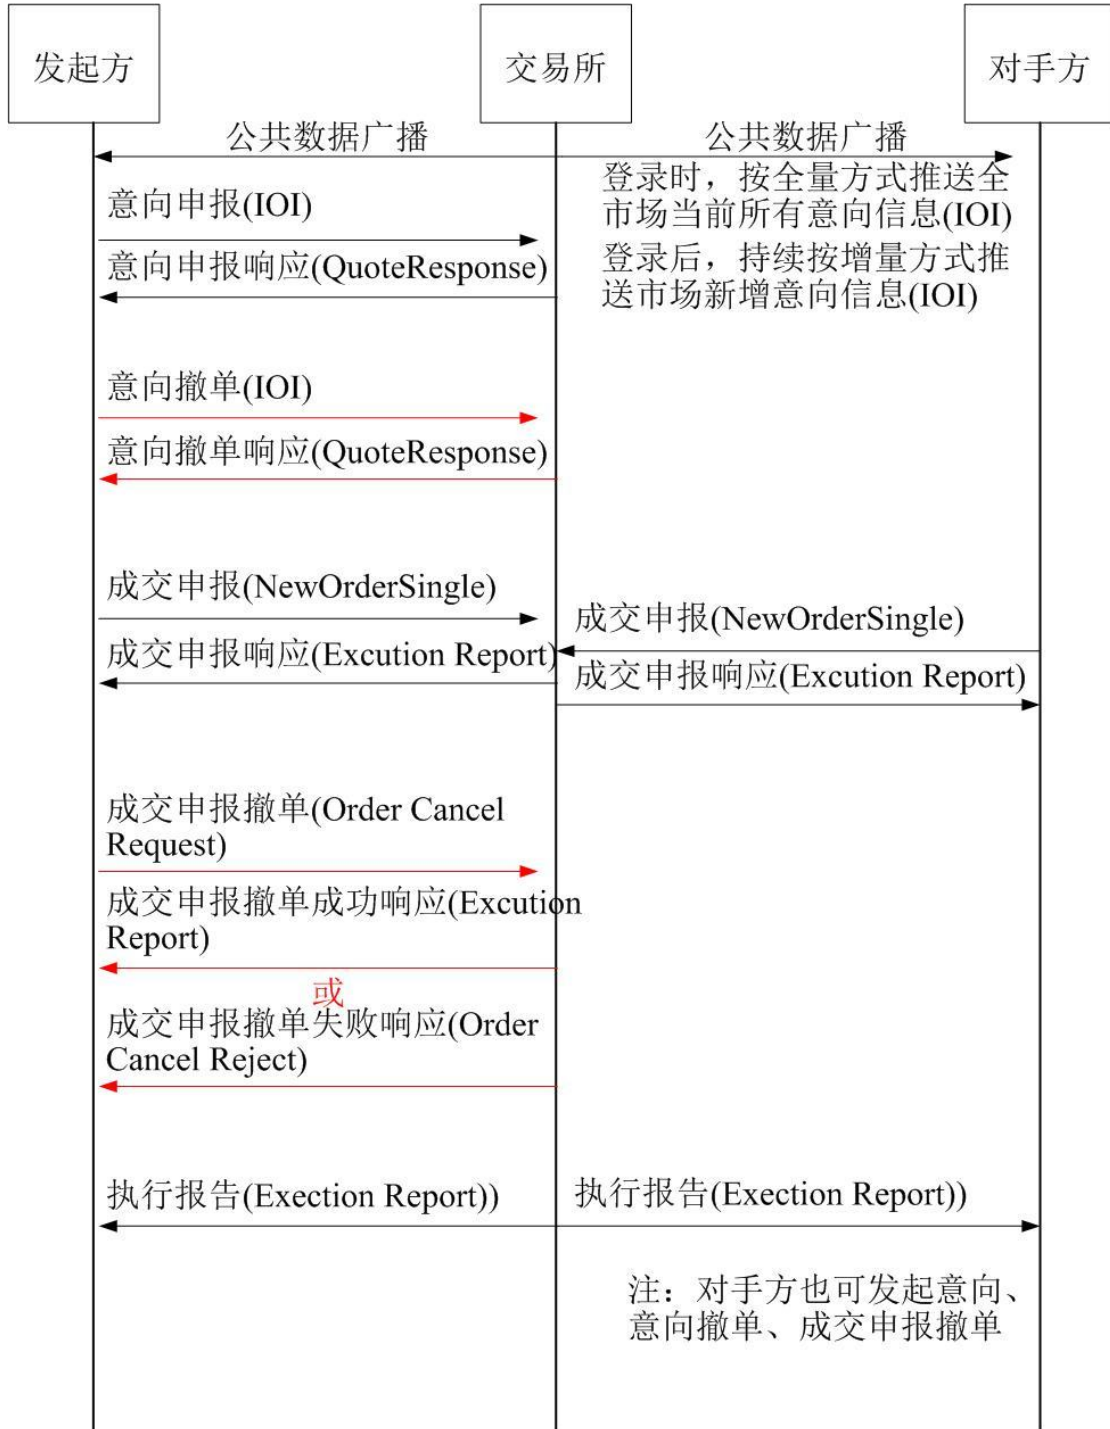 发起方
交易所
对手方
公共数据广播
公共数据广播
意向申报(IOI)
登录时，按全量方式推送全
市场当前所有意向信息(IOI)
意向申报响应(QuoteResponse)
登录后，持续按增量方式推
送市场新增意向信息(IOI)
意向撤单(IOI)
意向撤单响应(QuoteResponse)
成交申报(NewOrderSingle)
成交申报(NewOrderSingle)
成交申报响应(Excution Report)
成交申报响应(Excution Report)
成交申报撤单(Order Cancel
Request)
成交申报撤单成功响应(Excution
Report)
或
成交申报撤单失败响应(Order
Cancel Reject)
执行报告(Exection Report))
执行报告(Exection Report))
注：对手方也可发起意向、
意向撤单、成交申报撤单